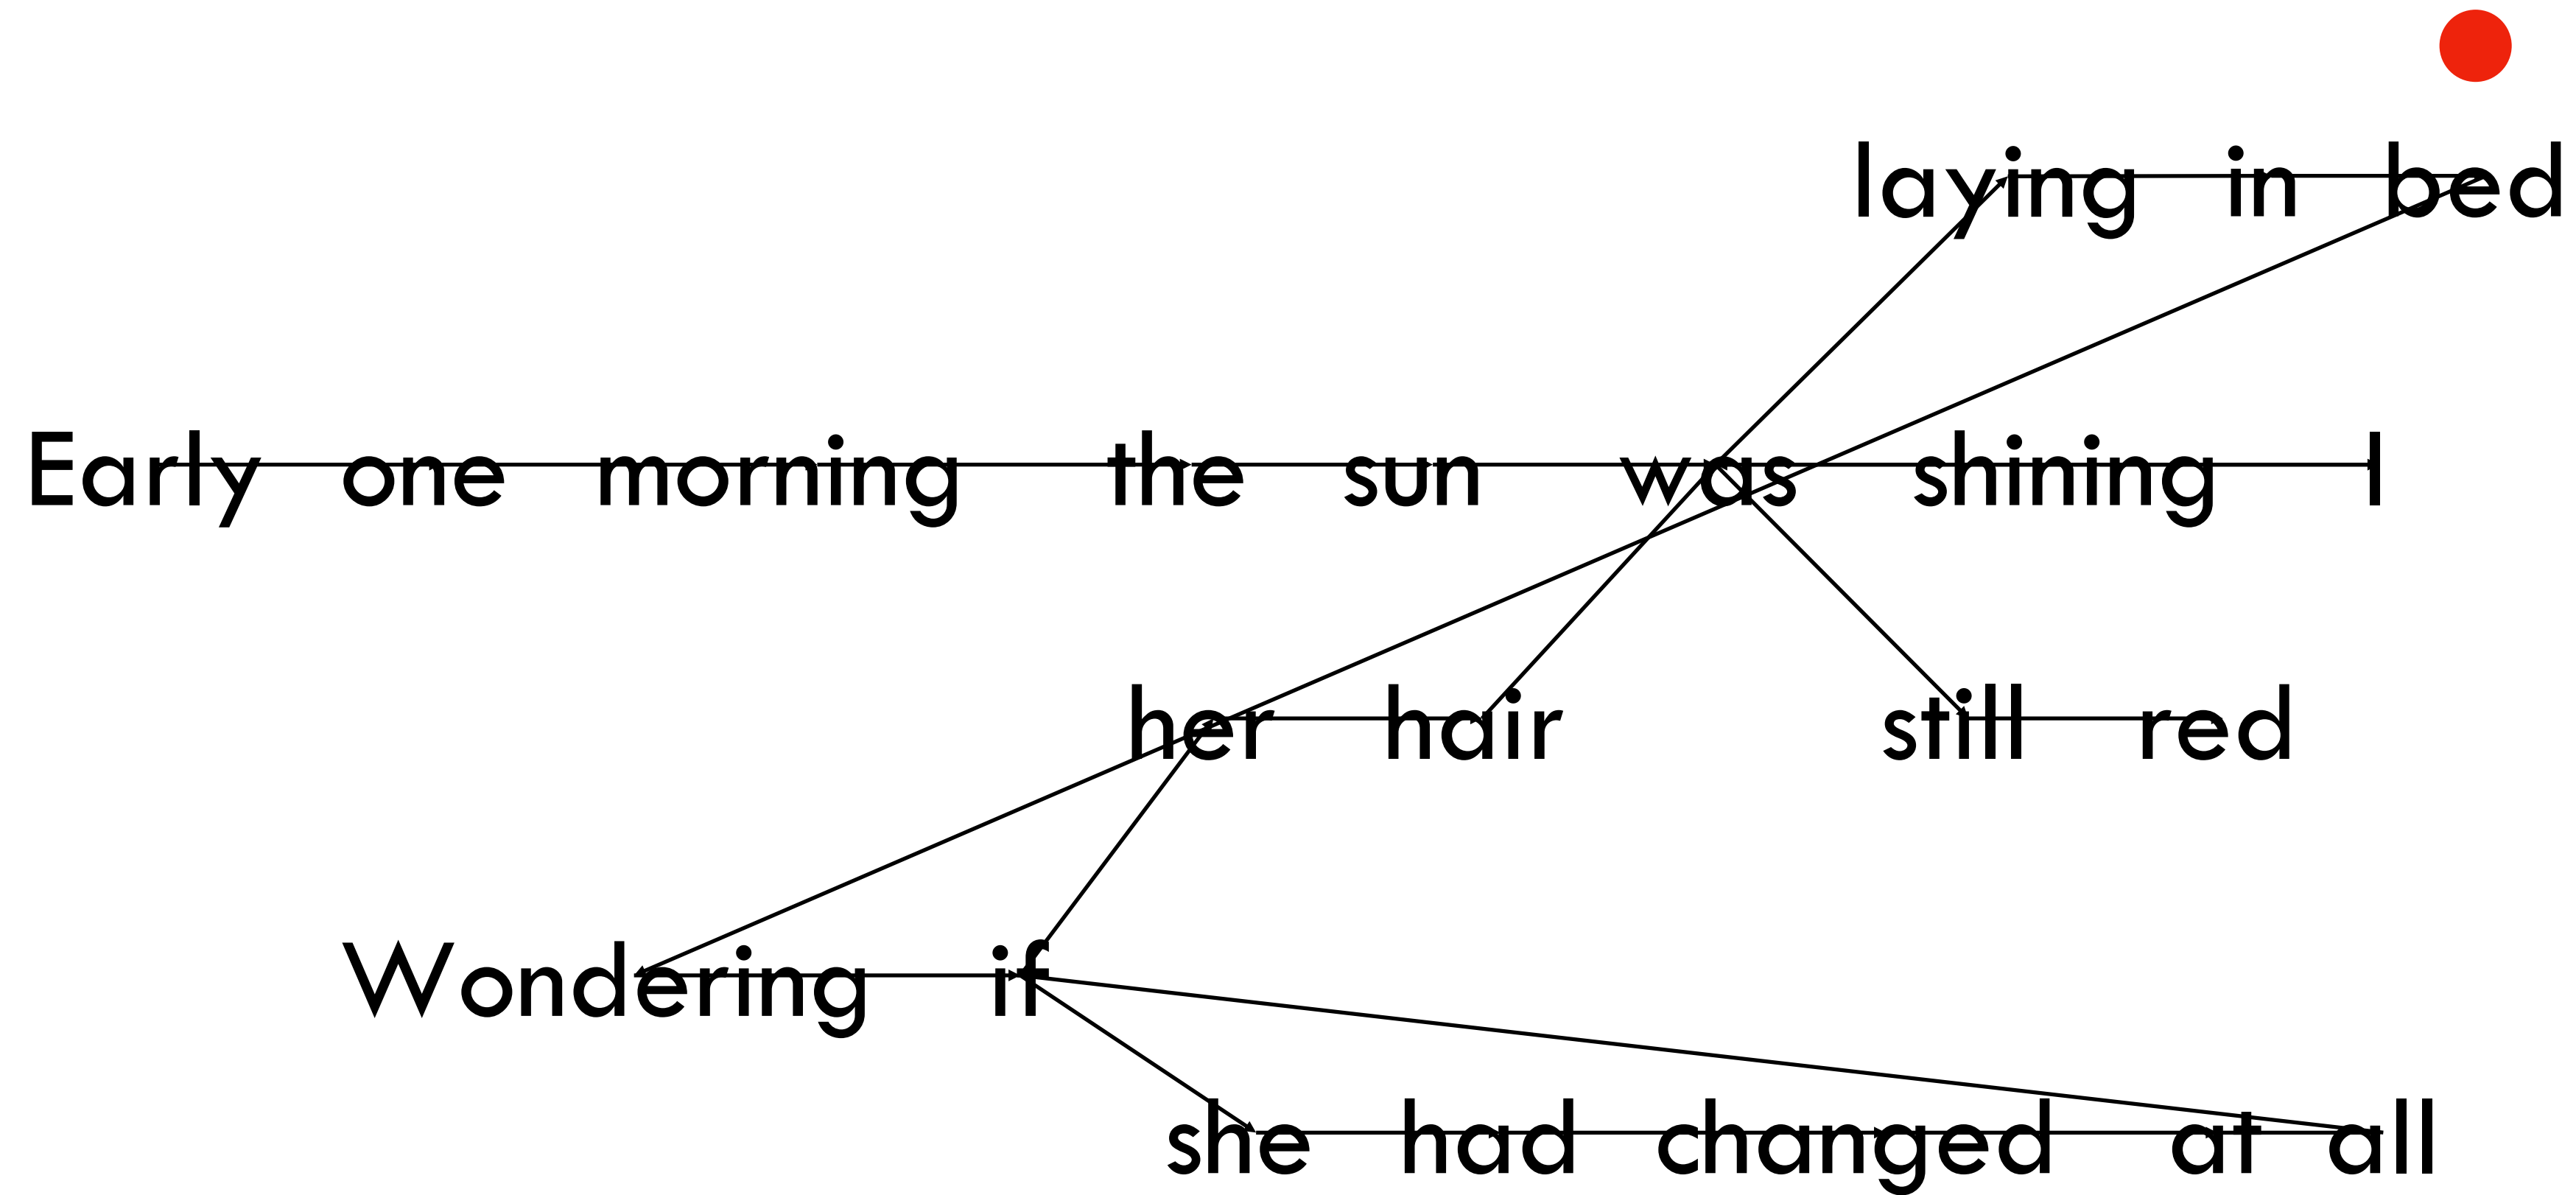 laying in bed
Early one morning the sun was shining I
her hair still red
Wondering if
she had changed at all